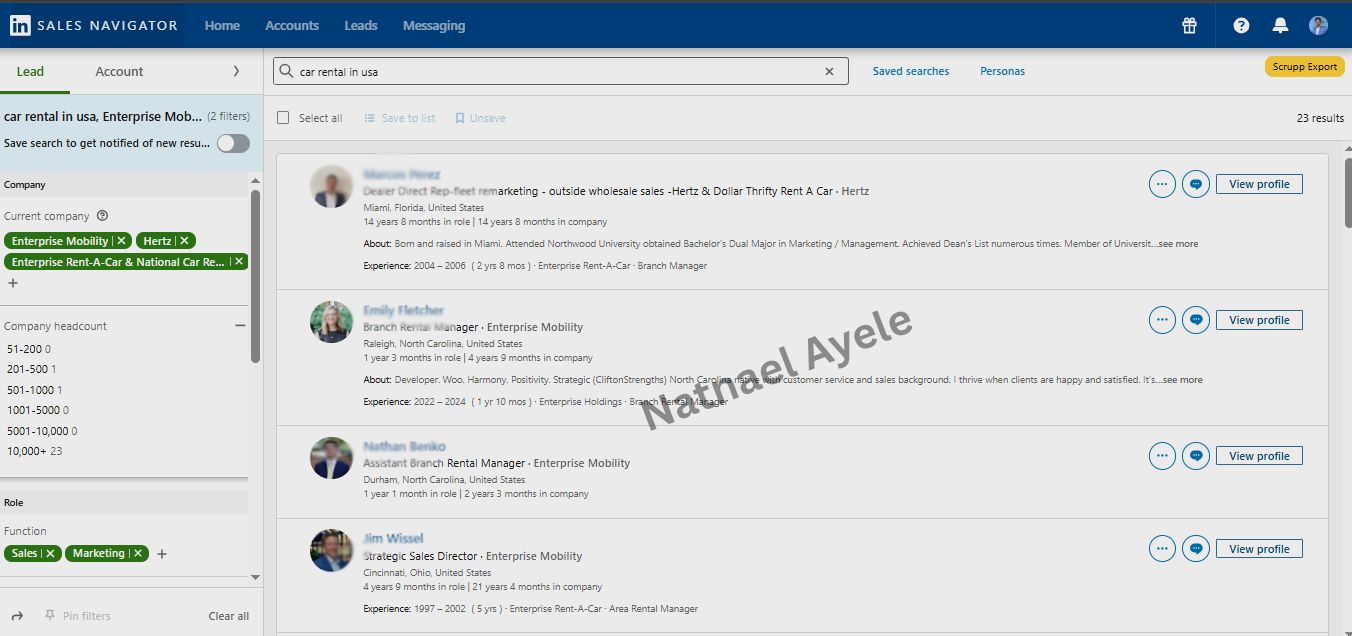 in SALES NAVIGATOR Home Accounts Leads Messaging
Lead Account
car rental in usa
Saved searches Personas
Scrupp Export
car rental in usa, Enterprise Mob... (2 filters)
Save search to get notified of new resu...
Select all Save to list Unsave
23 results
Company
Current company
Enterprise Mobility Hertz
Enterprise Rent-A-Car & National Car Re...
Company headcount
51-200 0
201-500 1
501-1000 1
1001-5000 0
5001-10,000 0
10,000+ 23
Role
Function
Sales Marketing
Pin filters Clear all
Marcos Perez
Dealer Direct Rep-fleet remarketing - outside wholesale sales -Hertz & Dollar Thrifty Rent A Car · Hertz
Miami, Florida, United States
14 years 8 months in role | 14 years 8 months in company
About: Born and raised in Miami. Attended Northwood University obtained Bachelor's Dual Major in Marketing / Management. Achieved Dean's List numerous times. Member of Universit...see more
Experience: 2004 – 2006 ( 2 yrs 8 mos ) · Enterprise Rent-A-Car · Branch Manager
View profile
Emily Fletcher
Branch Rental Manager · Enterprise Mobility
Raleigh, North Carolina, United States
1 year 3 months in role | 4 years 9 months in company
About: Developer. Woo. Harmony. Positivity. Strategic (CliftonStrengths) North Carolina native with customer service and sales background. I thrive when clients are happy and satisfied. It's...see more
Experience: 2022 – 2024 ( 1 yr 10 mos ) · Enterprise Holdings · Branch Rental Manager
View profile
Natnael Ayele
Nathan Benko
Assistant Branch Rental Manager · Enterprise Mobility
Durham, North Carolina, United States
1 year 1 month in role | 2 years 3 months in company
View profile
Jim Wissel
Strategic Sales Director · Enterprise Mobility
Cincinnati, Ohio, United States
4 years 9 months in role | 21 years 4 months in company
Experience: 1997 – 2002 ( 5 yrs ) · Enterprise Rent-A-Car · Area Rental Manager
View profile